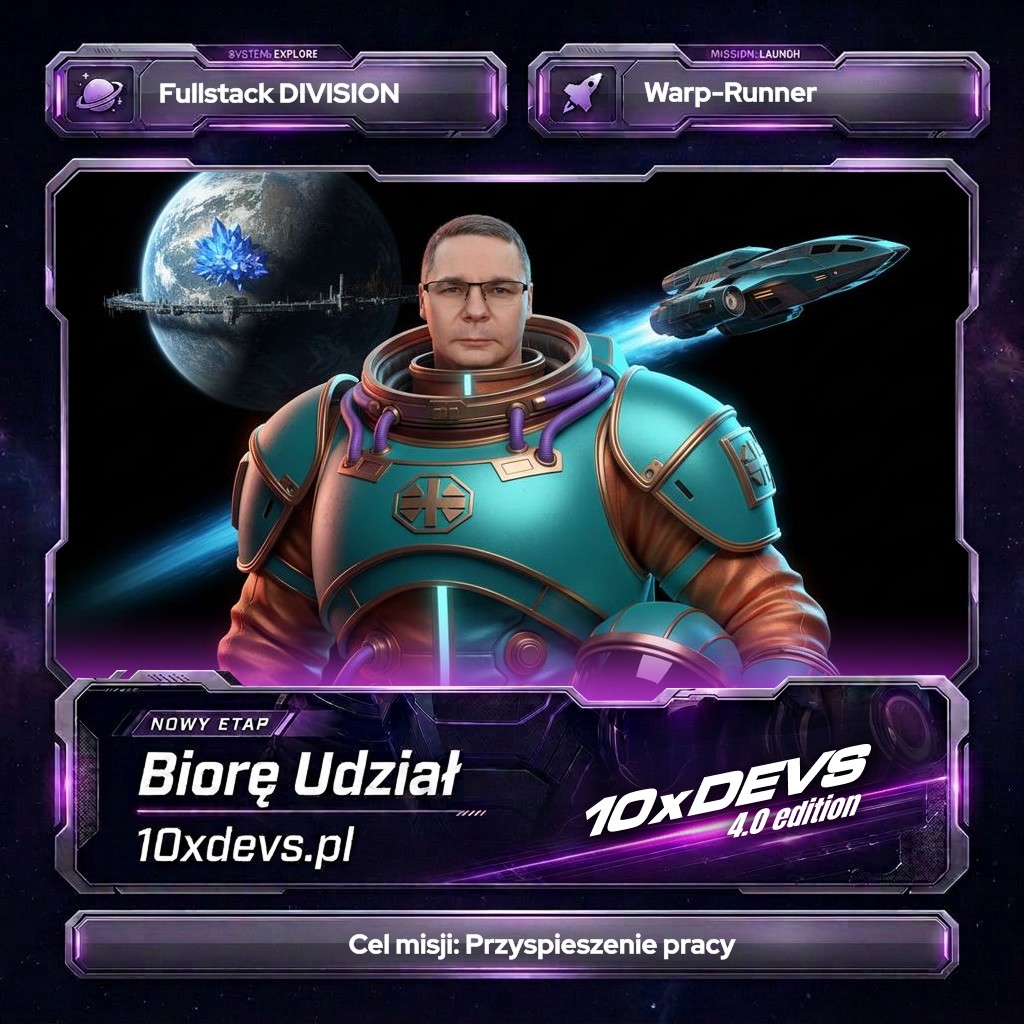 SYSTEM: EXPLORE
Fullstack DIVISION
MISSION: LAUNCH
Warp-Runner
NOWY ETAP
Biorę Udział
10xdevs.pl
10xDEVS
4.0 edition
Cel misji: Przyspieszenie pracy